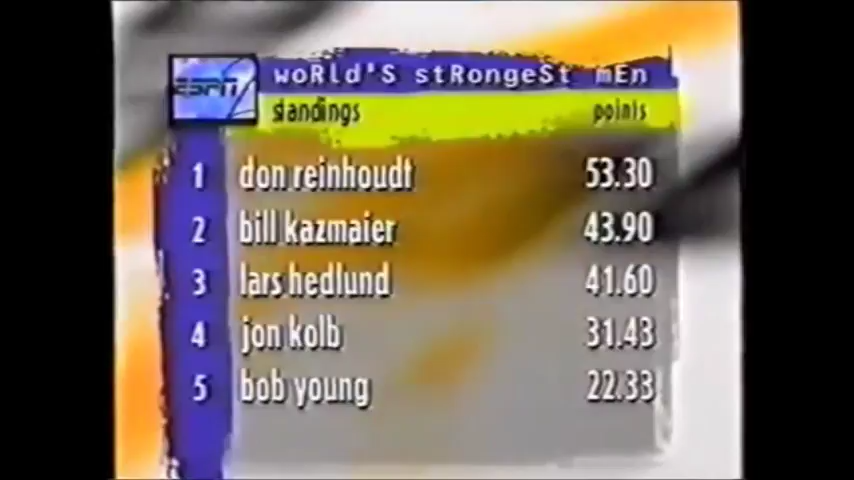 ESPN
woRld'S stRongeSt mEn
standings points
1 don reinhoudt 53.30
2 bill kazmaier 43.90
3 lars hedlund 41.60
4 jon kolb 31.43
5 bob young 22.33